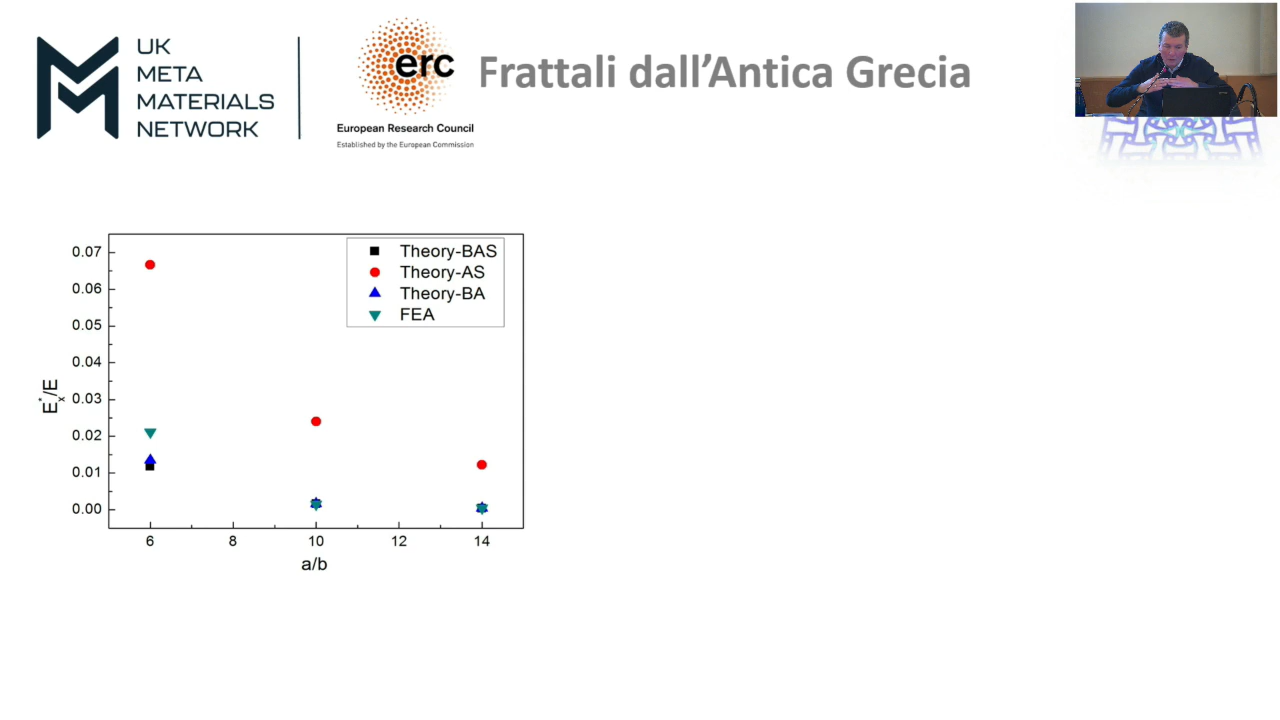 UK
META
MATERIALS
NETWORK
erc
European Research Council
Established by the European Commission
Frattali dall'Antica Grecia
Theory-BAS
Theory-AS
Theory-BA
FEA
0.07
0.06
0.05
0.04
0.03
0.02
0.01
0.00
E*x/E
6 8 10 12 14
a/b